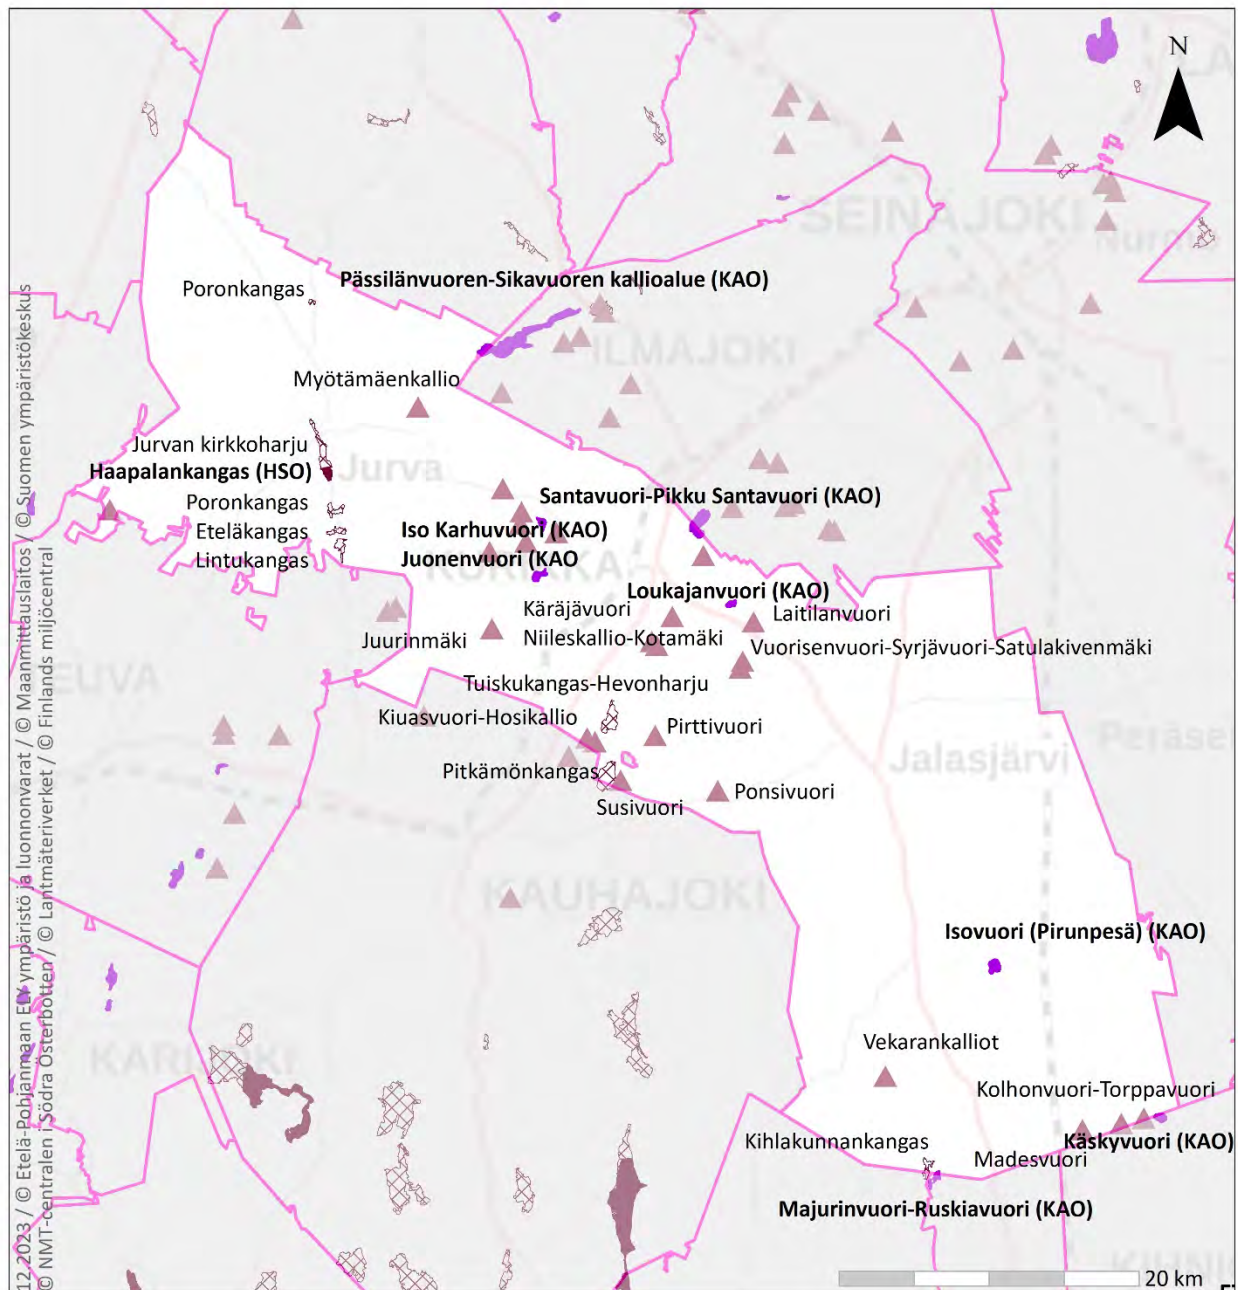 N
SEINÄJOKI
Pässilänvuoren-Sikavuoren kallioalue (KAO)
Poronkangas
ILMAJOKI
Myötämäenkallio
Jurvan kirkkoharju
Jurva
Haapalankangas (HSO)
Santavuori-Pikku Santavuori (KAO)
Poronkangas
Eteläkangas
Iso Karhuvuori (KAO)
Lintukangas
Juonenvuori (KAO
KURIKKA
Loukajanvuori (KAO)
Käräjävuori
Laitilanvuori
Juurinmäki
Niileskallio-Kotamäki
Vuorisenvuori-Syrjävuori-Satulakivenmäki
EUVA
Tuiskukangas-Hevonharju
Kiuasvuori-Hosikallio
Pirttivuori
Peräse
Jalasjärvi
Pitkämönkangas
Susivuori
Ponsivuori
KAUHAJOKI
Isovuori (Pirunpesä) (KAO)
KARIJOKI
Vekarankalliot
Kolhonvuori-Torppavuori
Kihlakunnankangas
Käskyvuori (KAO)
Madesvuori
Majurinvuori-Ruskiavuori (KAO)
20 km
12.2023 / © Etelä-Pohjanmaan ELY ympäristö ja luonnonvarat / © Maanmittauslaitos / © Suomen ympäristökeskus
© NMT-centralen i Södra Österbotten / © Lantmäteriverket / © Finlands miljöcentral